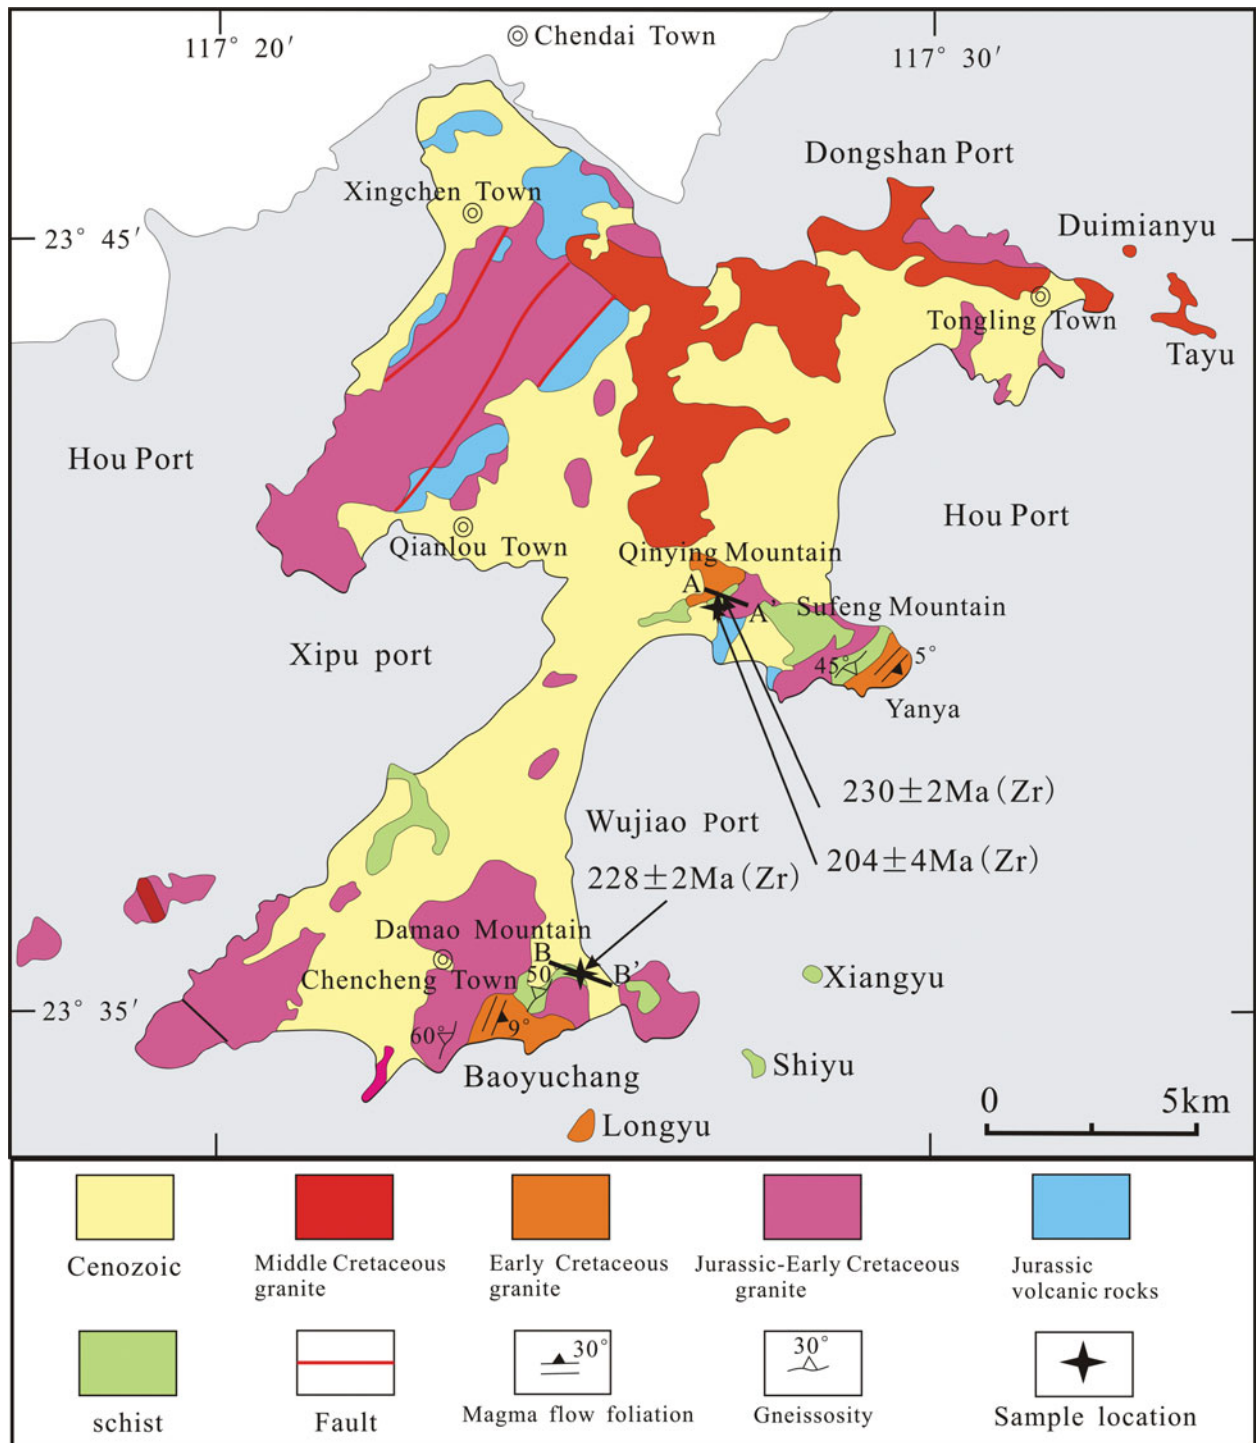 117° 20′
Chendai Town
117° 30′
Dongshan Port
Xingchen Town
Duimianyu
23° 45′
Tongling Town
Tayu
Hou Port
Hou Port
Qianlou Town
Qinying Mountain
A
A’
Sufeng Mountain
Xipu port
45°
5°
Yanya
230±2Ma(Zr)
Wujiao Port
204±4Ma(Zr)
228±2Ma(Zr)
Damao Mountain
B
B’
Chencheng Town
50
Xiangyu
23° 35′
60°
9°
Baoyuchang
Shiyu
0 5km
Longyu
Cenozoic
Middle Cretaceous
granite
Early Cretaceous
granite
Jurassic-Early Cretaceous
granite
Jurassic
volcanic rocks
schist
Fault
30°
Magma flow foliation
30°
Gneissosity
Sample location